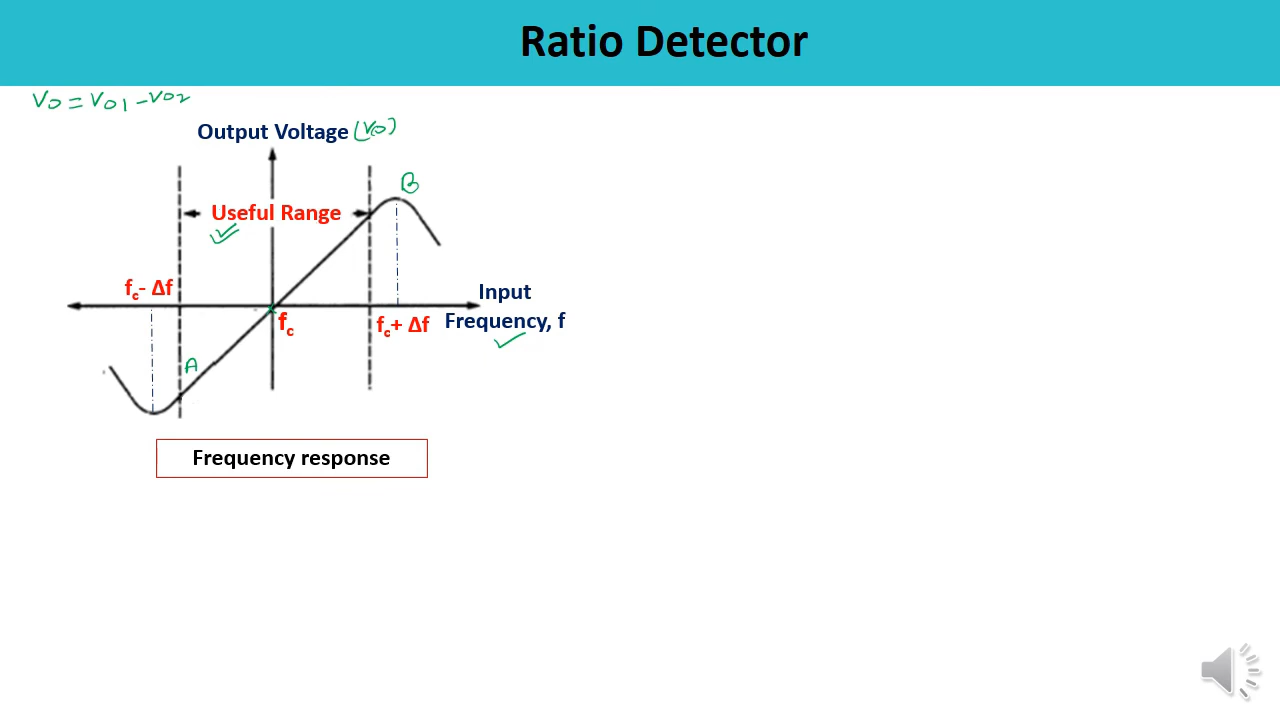 Ratio Detector
V0 = V01 - V02
Output Voltage (V0)
B
Useful Range
fc- Δf
Input
Frequency, f
fc
fc+ Δf
A
Frequency response